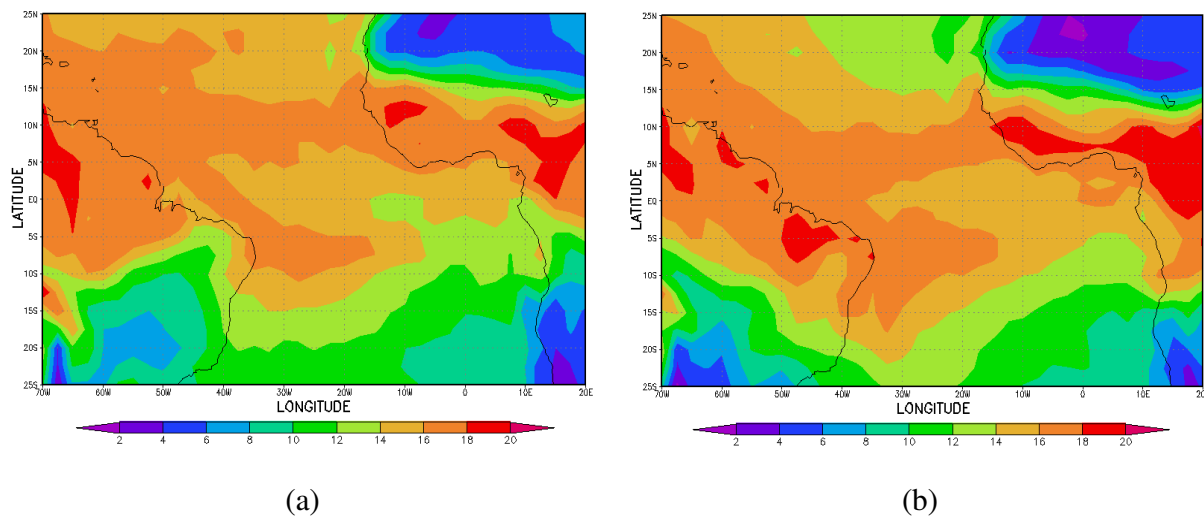 25N
20N
15N
10N
5N
EQ
5S
10S
15S
20S
25S
LATITUDE
70W 60W 50W 40W 30W 20W 10W 0 10E 20E
LONGITUDE
2 4 6 8 10 12 14 16 18 20
(a)
25N
20N
15N
10N
5N
EQ
5S
10S
15S
20S
25S
LATITUDE
70W 60W 50W 40W 30W 20W 10W 0 10E 20E
LONGITUDE
2 4 6 8 10 12 14 16 18 20
(b)